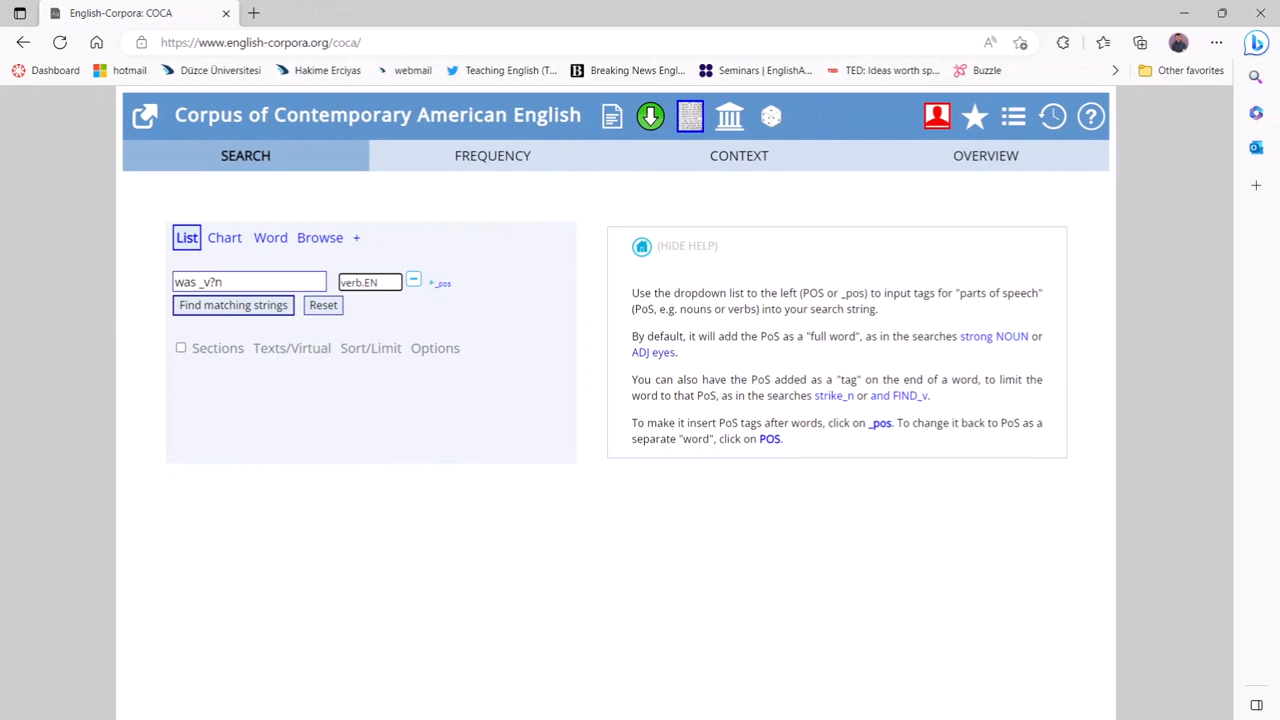 English-Corpora: COCA
https://www.english-corpora.org/coca/
Dashboard hotmail Düzce Üniversitesi Hakime Erciyas webmail Teaching English (T... Breaking News Engl... Seminars | EnglishA... TED TED: Ideas worth sp... Buzzle Other favorites
Corpus of Contemporary American English
SEARCH FREQUENCY CONTEXT OVERVIEW
List Chart Word Browse +
was _v?n verb.EN _pos
Find matching strings Reset
Sections Texts/Virtual Sort/Limit Options
(HIDE HELP)
Use the dropdown list to the left (POS or _pos) to input tags for "parts of speech"
(PoS, e.g. nouns or verbs) into your search string.
By default, it will add the PoS as a "full word", as in the searches strong NOUN or
ADJ eyes.
You can also have the PoS added as a "tag" on the end of a word, to limit the
word to that PoS, as in the searches strike_n or and FIND_v.
To make it insert PoS tags after words, click on _pos. To change it back to PoS as a
separate "word", click on POS.